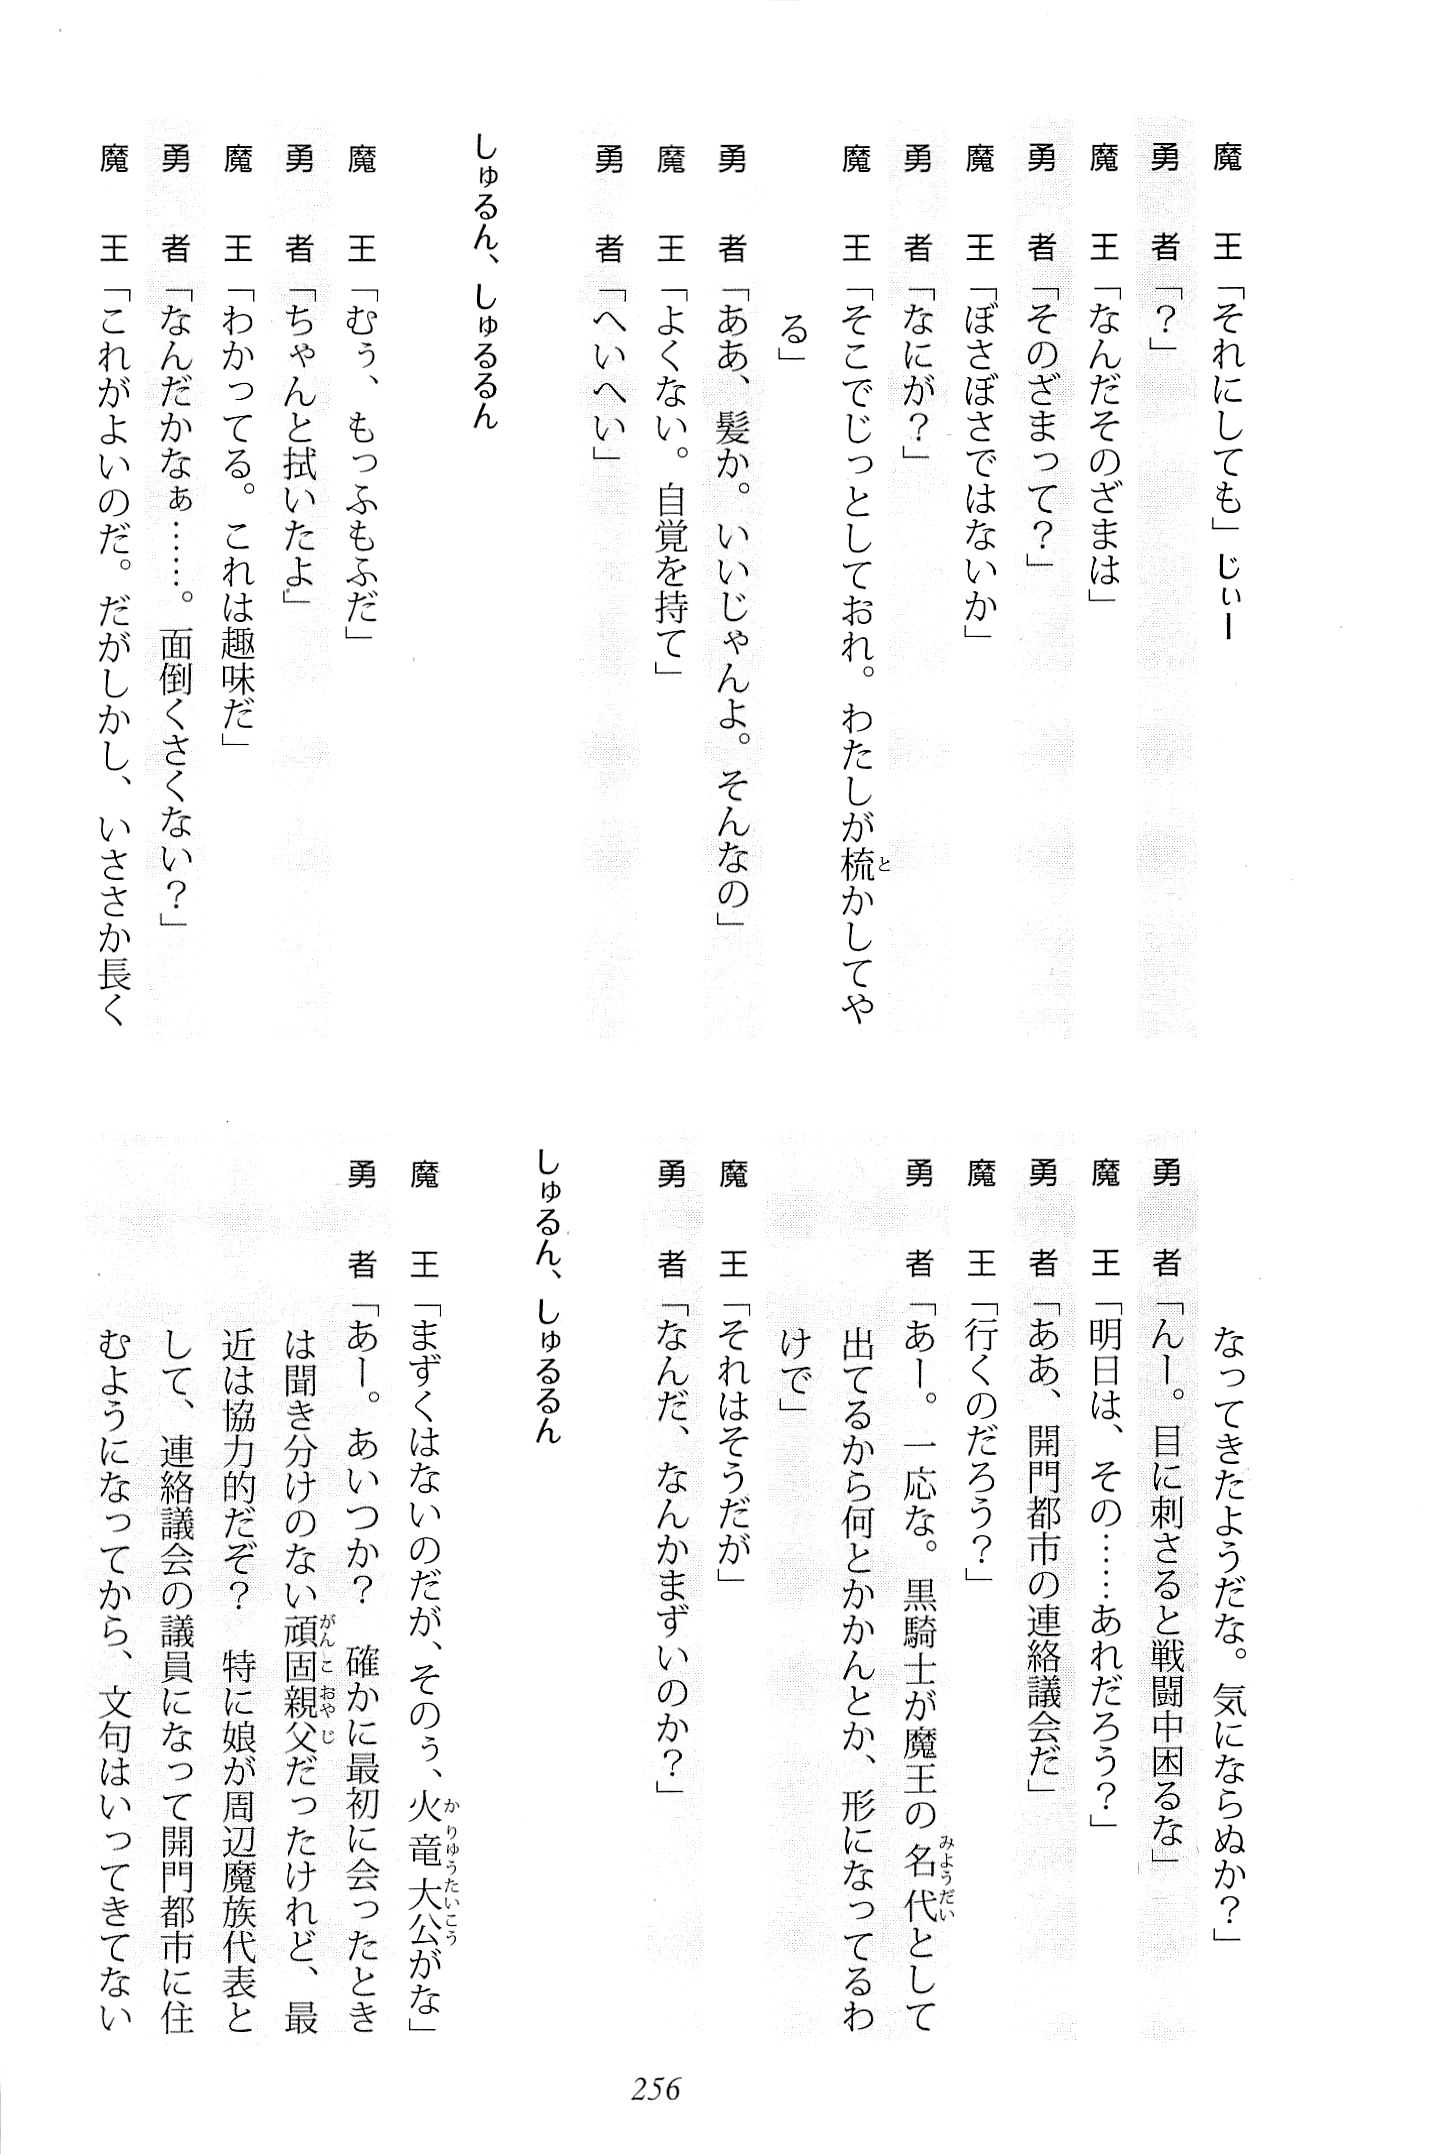 魔王「それにしても」じぃー
勇者「？」
魔王「なんだそのざまは」
勇者「そのざまって？」
魔王「ぼさぼさではないか」
勇者「なにが？」
魔王「そこでじっとしておれ。わたしが梳かしてや
る」
勇者「ああ、髪か。いいじゃんよ。そんなの」
魔王「よくない。自覚を持て」
勇者「へいへい」
しゅるん、しゅるるん
魔王「むぅ、もっふもふだ」
勇者「ちゃんと拭いたよ」
魔王「わかってる。これは趣味だ」
勇者「なんだかなぁ……。面倒くさくない？」
魔王「これがよいのだ。だがしかし、いささか長く
なってきたようだな。気にならぬか？」
勇者「んー。目に刺さると戦闘中困るな」
魔王「明日は、その……あれだろう？」
勇者「ああ、開門都市の連絡議会だ」
魔王「行くのだろう？」
勇者「あー。一応な。黒騎士が魔王の名代として
出てるから何とかかんとか、形になってるわ
けで」
魔王「それはそうだが」
勇者「なんだ、なんかまずいのか？」
しゅるん、しゅるるん
魔王「まずくはないのだが、そのぅ、火竜大公がな」
勇者「あー。あいつか？　確かに最初に会ったとき
は聞き分けのない頑固親父だったけれど、最
近は協力的だぞ？　特に娘が周辺魔族代表と
して、連絡議会の議員になって開門都市に住
むようになってから、文句はいってきてない
256